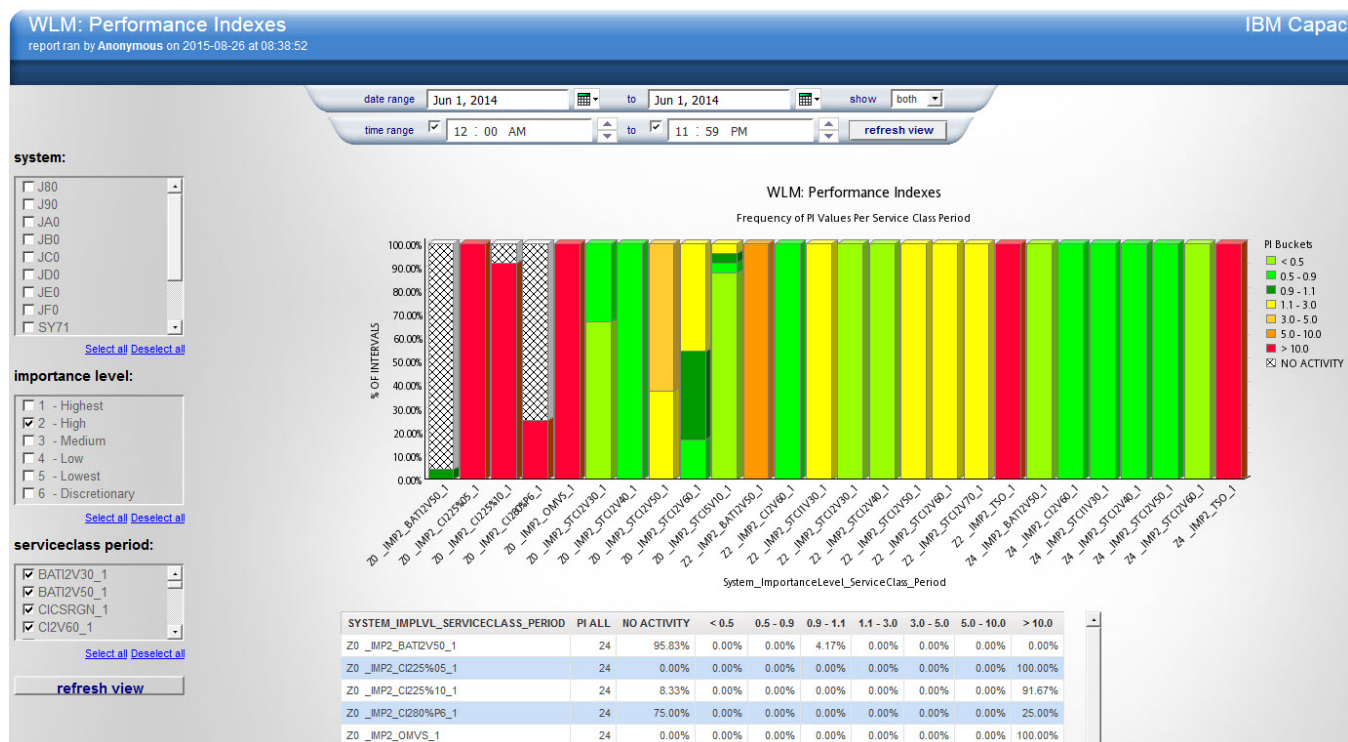 WLM: Performance Indexes
IBM Capac
report ran by Anonymous on 2015-08-26 at 08:38:52
date range Jun 1, 2014 to Jun 1, 2014 show both
time range 12 : 00 AM to 11 : 59 PM refresh view
system:
J80
J90
JA0
JB0
JC0
JD0
JE0
JF0
SY71
Select all Deselect all
importance level:
1 - Highest
2 - High
3 - Medium
4 - Low
5 - Lowest
6 - Discretionary
Select all Deselect all
serviceclass period:
BATI2V30_1
BATI2V50_1
CICSRGN_1
CI2V60_1
Select all Deselect all
refresh view
WLM: Performance Indexes
Frequency of PI Values Per Service Class Period
% OF INTERVALS
100.00%
90.00%
80.00%
70.00%
60.00%
50.00%
40.00%
30.00%
20.00%
10.00%
0.00%
Z0 _IMP2_BATI2V50_1
Z0 _IMP2_CI225%05_1
Z0 _IMP2_CI225%10_1
Z0 _IMP2_CI280%P6_1
Z0 _IMP2_OMVS_1
Z0 _IMP2_STCI2V30_1
Z0 _IMP2_STCI2V40_1
Z0 _IMP2_STCI2V50_1
Z0 _IMP2_STCI2V60_1
Z0 _IMP2_STCI5V10_1
Z2 _IMP2_BATI2V50_1
Z2 _IMP2_CI2V60_1
Z2 _IMP2_STCI1V30_1
Z2 _IMP2_STCI2V30_1
Z2 _IMP2_STCI2V40_1
Z2 _IMP2_STCI2V50_1
Z2 _IMP2_STCI2V60_1
Z2 _IMP2_STCI2V70_1
Z2 _IMP2_TSO_1
Z4 _IMP2_BATI2V50_1
Z4 _IMP2_CI2V60_1
Z4 _IMP2_STCI1V30_1
Z4 _IMP2_STCI2V40_1
Z4 _IMP2_STCI2V50_1
Z4 _IMP2_STCI2V60_1
Z4 _IMP2_TSO_1
System_ImportanceLevel_ServiceClass_Period
PI Buckets
< 0.5
0.5 - 0.9
0.9 - 1.1
1.1 - 3.0
3.0 - 5.0
5.0 - 10.0
> 10.0
NO ACTIVITY
SYSTEM_IMPLVL_SERVICECLASS_PERIOD PI ALL NO ACTIVITY < 0.5 0.5 - 0.9 0.9 - 1.1 1.1 - 3.0 3.0 - 5.0 5.0 - 10.0 > 10.0
Z0 _IMP2_BATI2V50_1 24 95.83% 0.00% 0.00% 4.17% 0.00% 0.00% 0.00% 0.00%
Z0 _IMP2_CI225%05_1 24 0.00% 0.00% 0.00% 0.00% 0.00% 0.00% 0.00% 100.00%
Z0 _IMP2_CI225%10_1 24 8.33% 0.00% 0.00% 0.00% 0.00% 0.00% 0.00% 91.67%
Z0 _IMP2_CI280%P6_1 24 75.00% 0.00% 0.00% 0.00% 0.00% 0.00% 0.00% 25.00%
Z0 _IMP2_OMVS_1 24 0.00% 0.00% 0.00% 0.00% 0.00% 0.00% 0.00% 100.00%